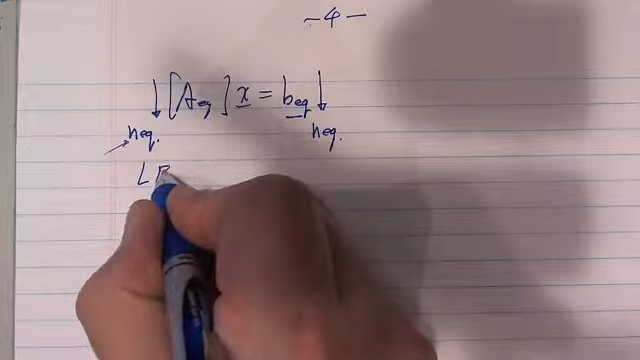 -4-
[Aeq] x = beq
neq. neq.
L